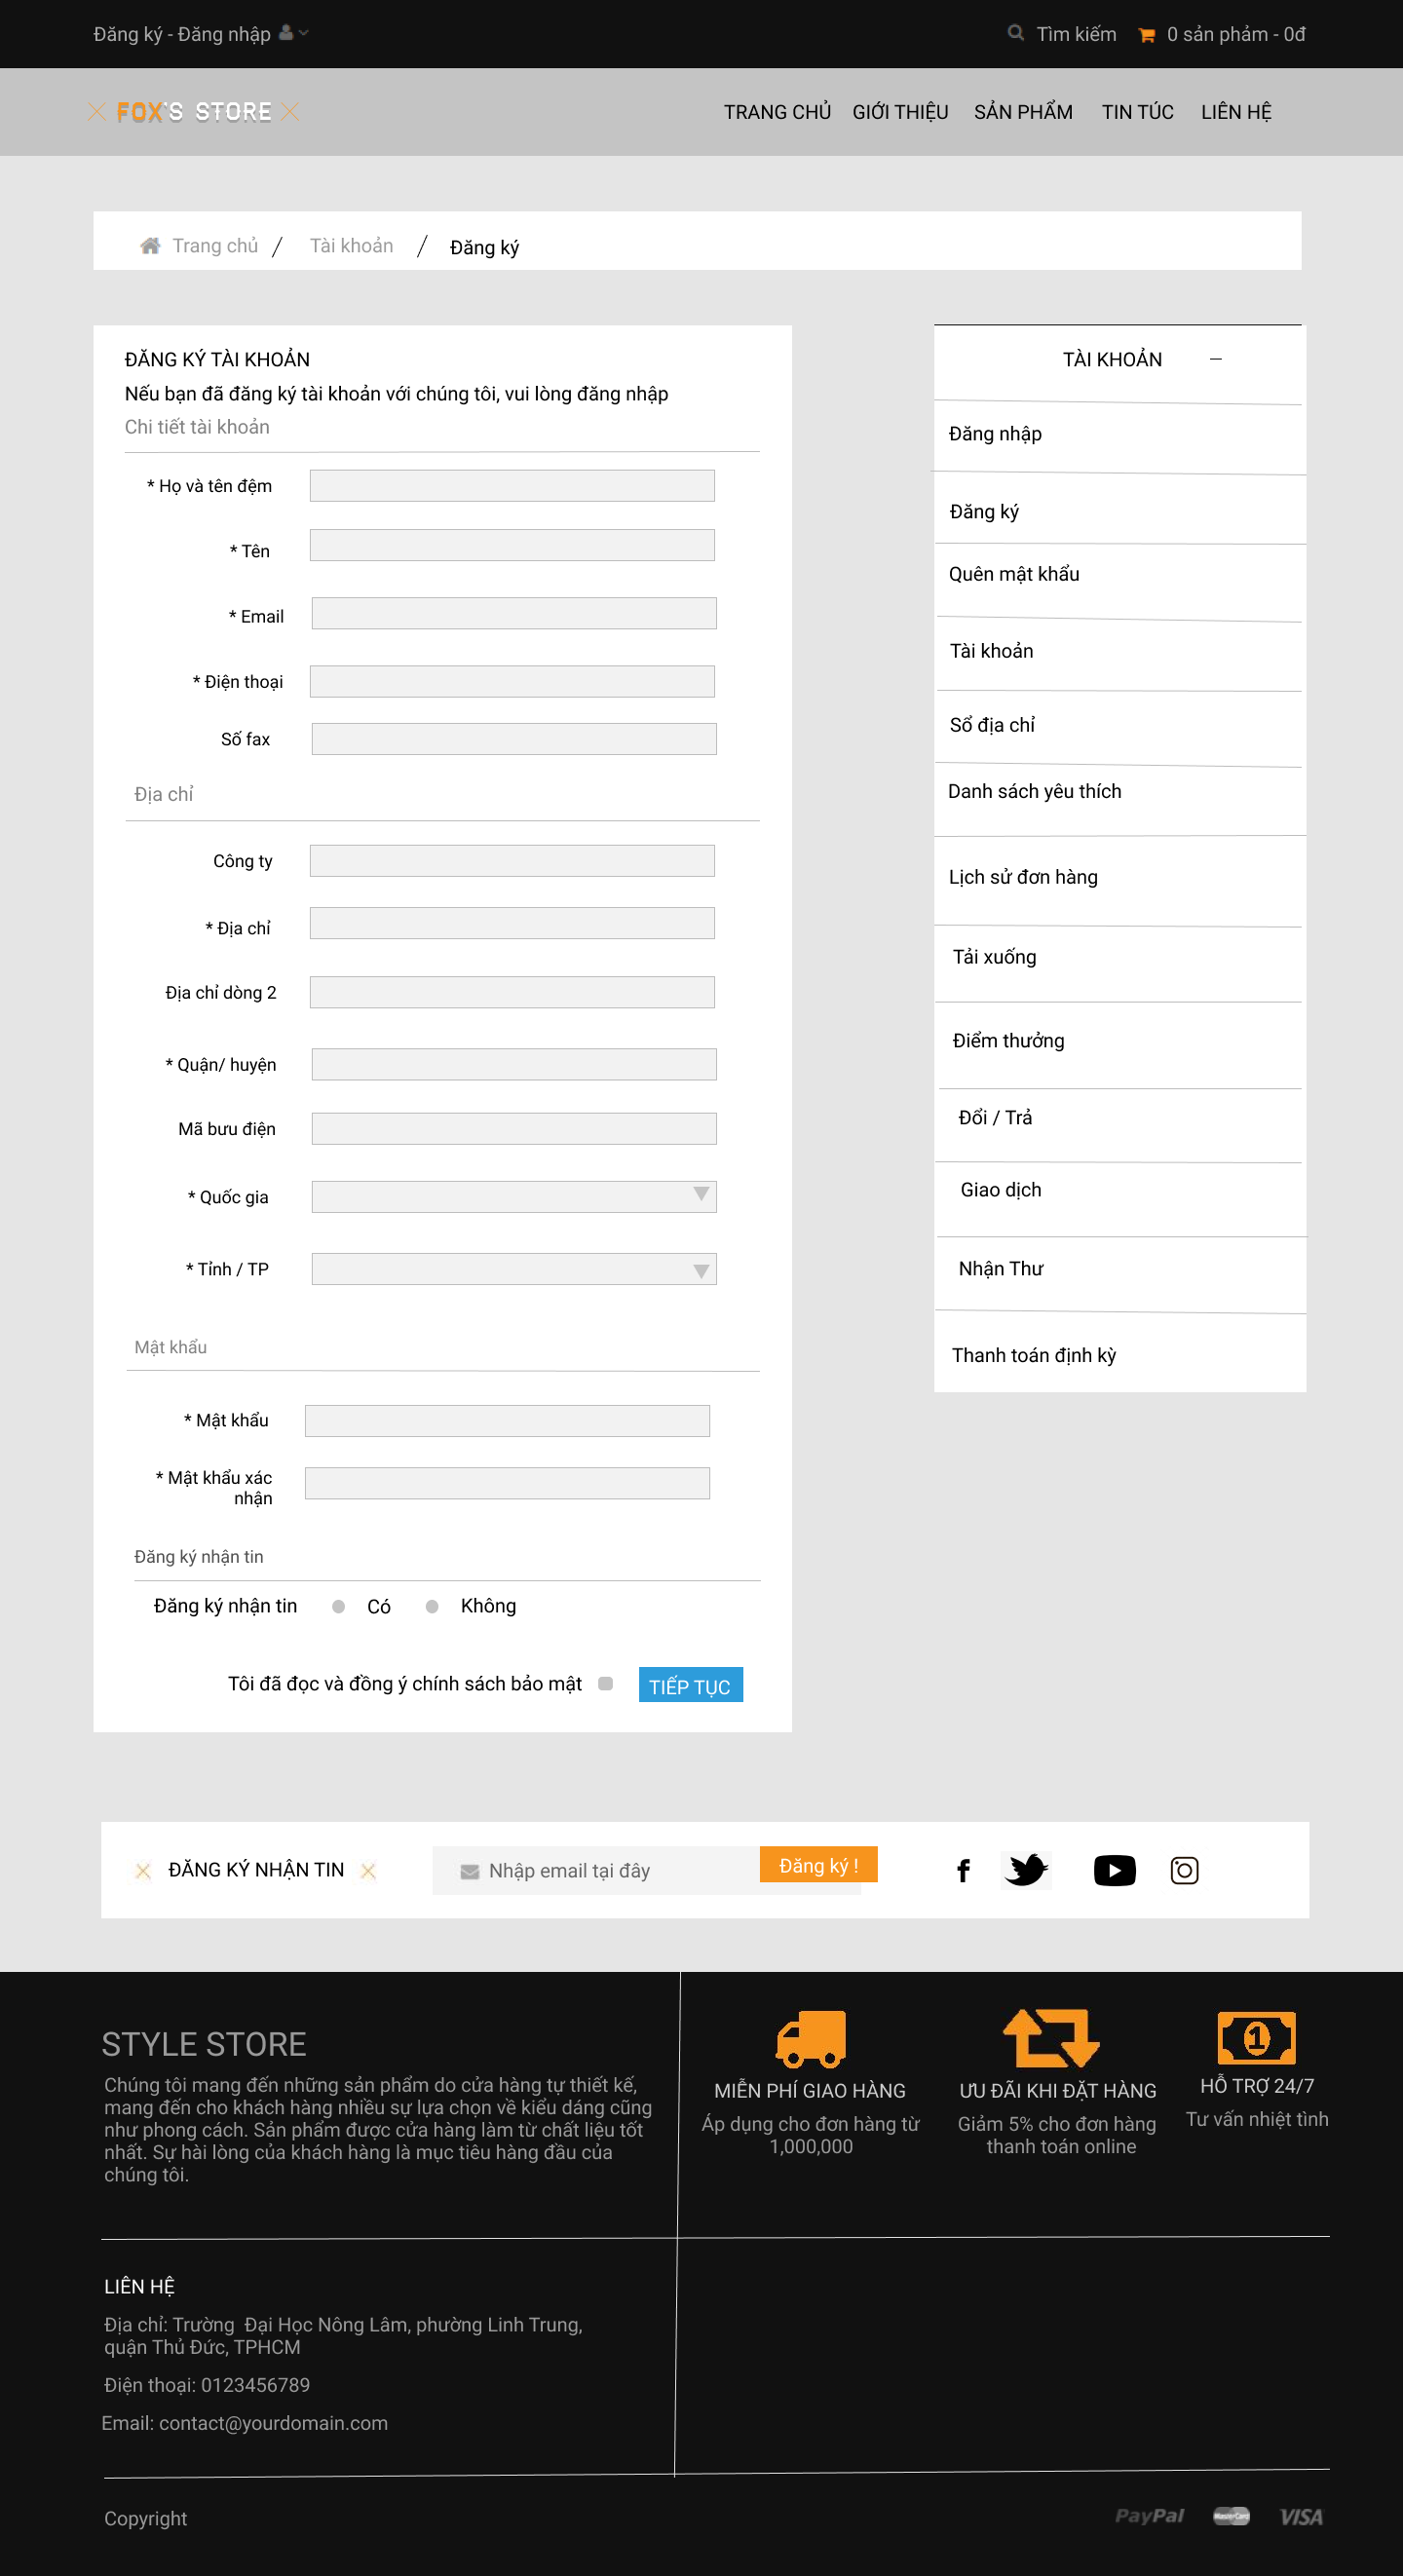 Đăng ký - Đăng nhập
Tìm kiếm
0 sản phảm - 0đ
FOX'S STORE
TRANG CHỦ
GIỚI THIỆU
SẢN PHẨM
TIN TÚC
LIÊN HỆ
Trang chủ / Tài khoản / Đăng ký
ĐĂNG KÝ TÀI KHOẢN
Nếu bạn đã đăng ký tài khoản với chúng tôi, vui lòng đăng nhập
Chi tiết tài khoản
* Họ và tên đệm
* Tên
* Email
* Điện thoại
Số fax
Địa chỉ
Công ty
* Địa chỉ
Địa chỉ dòng 2
* Quận/ huyện
Mã bưu điện
* Quốc gia
* Tỉnh / TP
Mật khẩu
* Mật khẩu
* Mật khẩu xác
nhận
Đăng ký nhận tin
Đăng ký nhận tin
Có
Không
Tôi đã đọc và đồng ý chính sách bảo mật
TIẾP TỤC
TÀI KHOẢN
Đăng nhập
Đăng ký
Quên mật khẩu
Tài khoản
Sổ địa chỉ
Danh sách yêu thích
Lịch sử đơn hàng
Tải xuống
Điểm thưởng
Đổi / Trả
Giao dịch
Nhận Thư
Thanh toán định kỳ
ĐĂNG KÝ NHẬN TIN
Nhập email tại đây
Đăng ký !
STYLE STORE
Chúng tôi mang đến những sản phẩm do cửa hàng tự thiết kế,
mang đến cho khách hàng nhiều sự lựa chọn về kiểu dáng cũng
như phong cách. Sản phẩm được cửa hàng làm từ chất liệu tốt
nhất. Sự hài lòng của khách hàng là mục tiêu hàng đầu của
chúng tôi.
MIỄN PHÍ GIAO HÀNG
Áp dụng cho đơn hàng từ
1,000,000
ƯU ĐÃI KHI ĐẶT HÀNG
Giảm 5% cho đơn hàng
thanh toán online
1
HỖ TRỢ 24/7
Tư vấn nhiệt tình
LIÊN HỆ
Địa chỉ: Trường  Đại Học Nông Lâm, phường Linh Trung,
quận Thủ Đức, TPHCM
Điện thoại: 0123456789
Email: contact@yourdomain.com
Copyright
PayPal
MasterCard
VISA